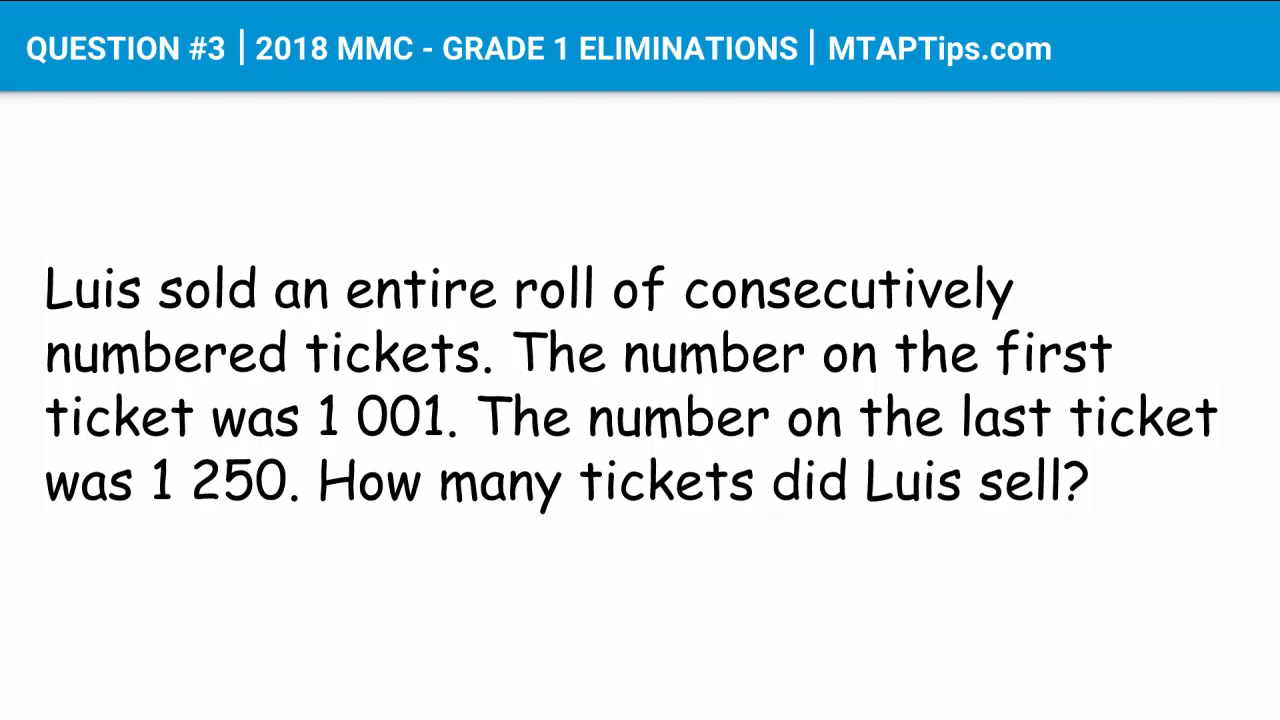 QUESTION #3 | 2018 MMC - GRADE 1 ELIMINATIONS | MTAPTips.com
Luis sold an entire roll of consecutively
numbered tickets. The number on the first
ticket was 1 001. The number on the last ticket
was 1 250. How many tickets did Luis sell?